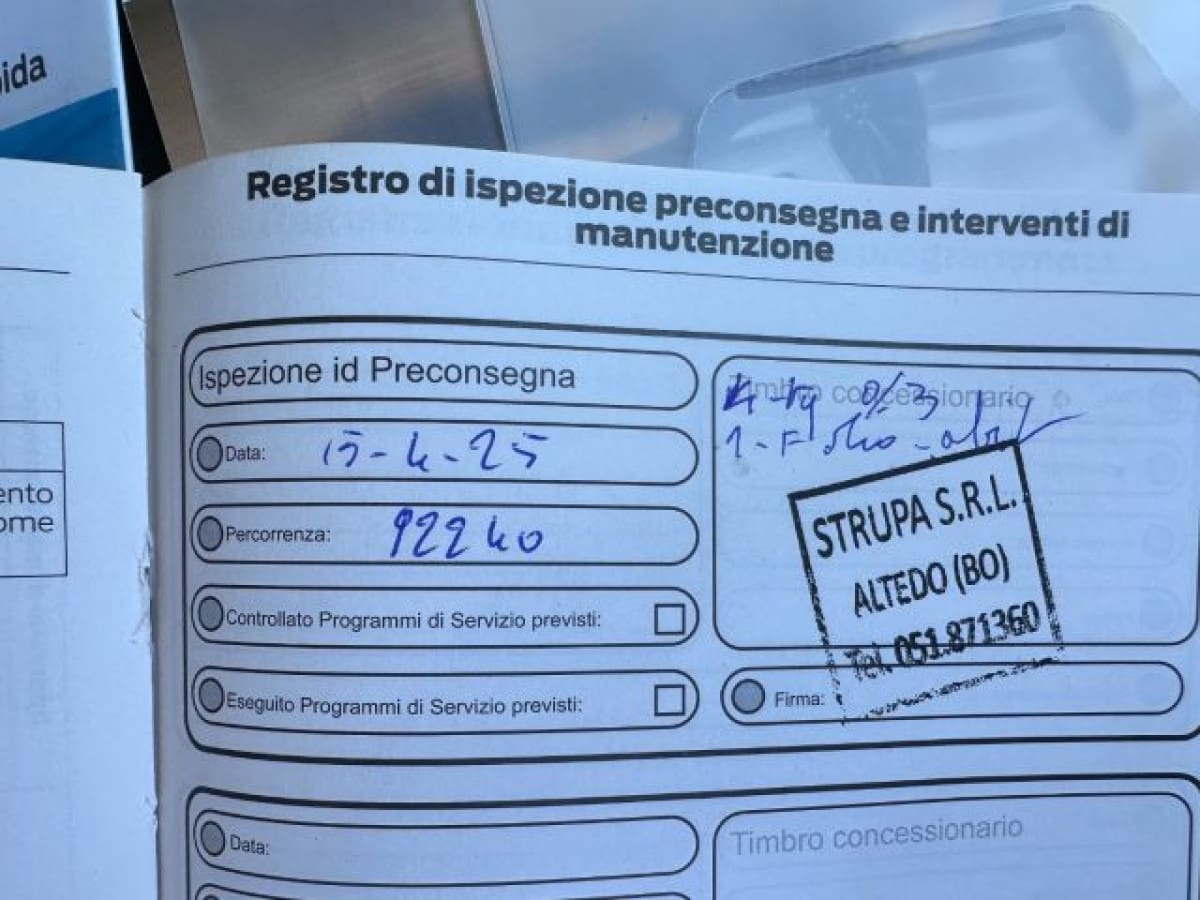 ida
Registro di ispezione preconsegna e interventi di
manutenzione
ento
ome
Ispezione id Preconsegna
Data: 15-4-25
Percorrenza: 92240
Controllato Programmi di Servizio previsti:
Eseguito Programmi di Servizio previsti:
Timbro concessionario
STRUPA S.R.L.
ALTEDO (BO)
Tel. 051.871360
Firma:
Data:
Timbro concessionario